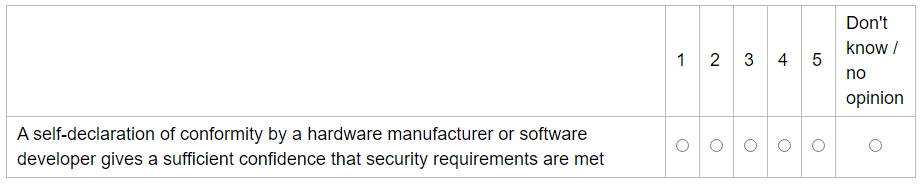 1 2 3 4 5 Don't
know /
no
opinion
A self-declaration of conformity by a hardware manufacturer or software
developer gives a sufficient confidence that security requirements are met